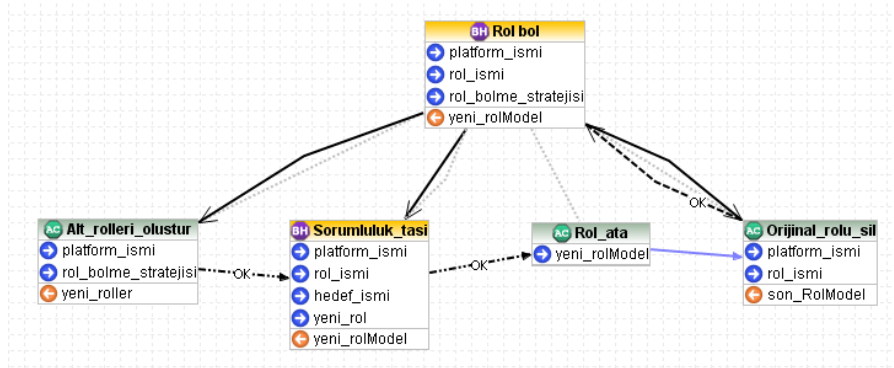 BH Rol bol
platform_ismi
rol_ismi
rol_bolme_stratejisi
yeni_rolModel
OK
AC Alt_rolleri_olustur
platform_ismi
rol_bolme_stratejisi
yeni_roller
OK
BH Sorumluluk_tasi
platform_ismi
rol_ismi
hedef_ismi
yeni_rol
yeni_rolModel
OK
AC Rol_ata
yeni_rolModel
AC Orijinal_rolu_sil
platform_ismi
rol_ismi
son_RolModel